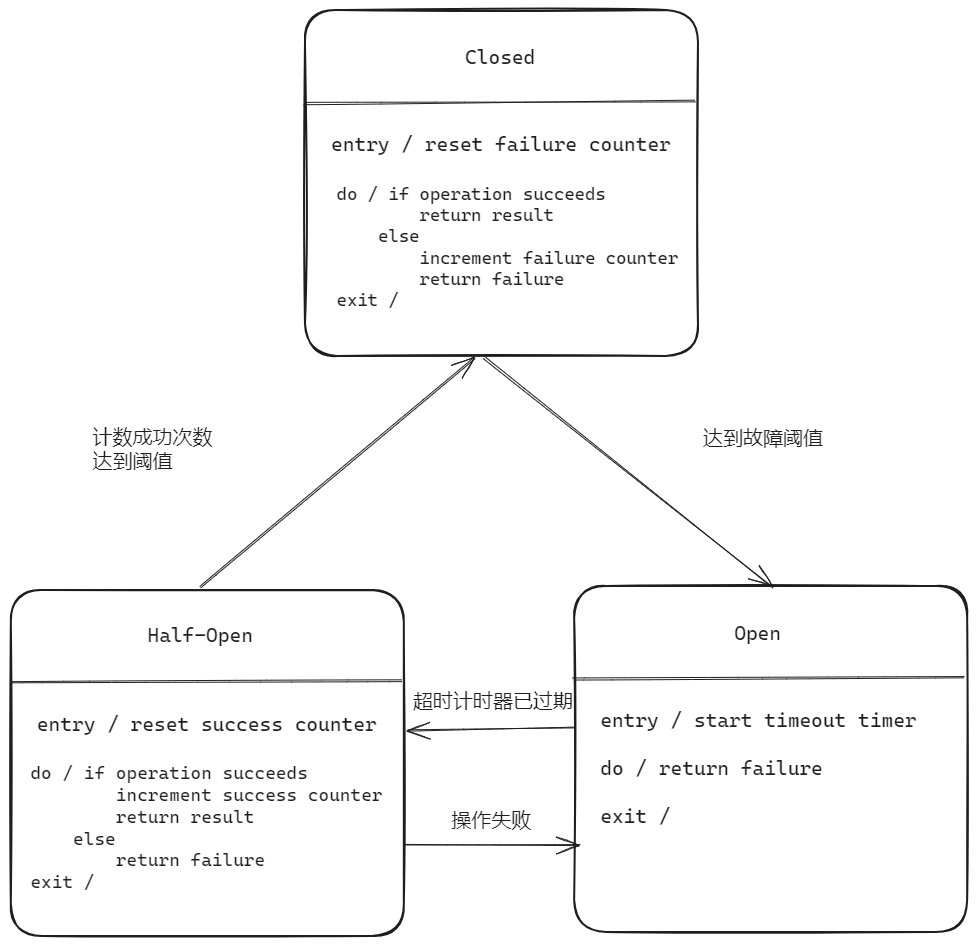 Closed
entry / reset failure counter
do / if operation succeeds
return result
else
increment failure counter
return failure
exit /
计数成功次数
达到阈值
达到故障阈值
Half-Open
entry / reset success counter
do / if operation succeeds
increment success counter
return result
else
return failure
exit /
超时计时器已过期
操作失败
Open
entry / start timeout timer
do / return failure
exit /